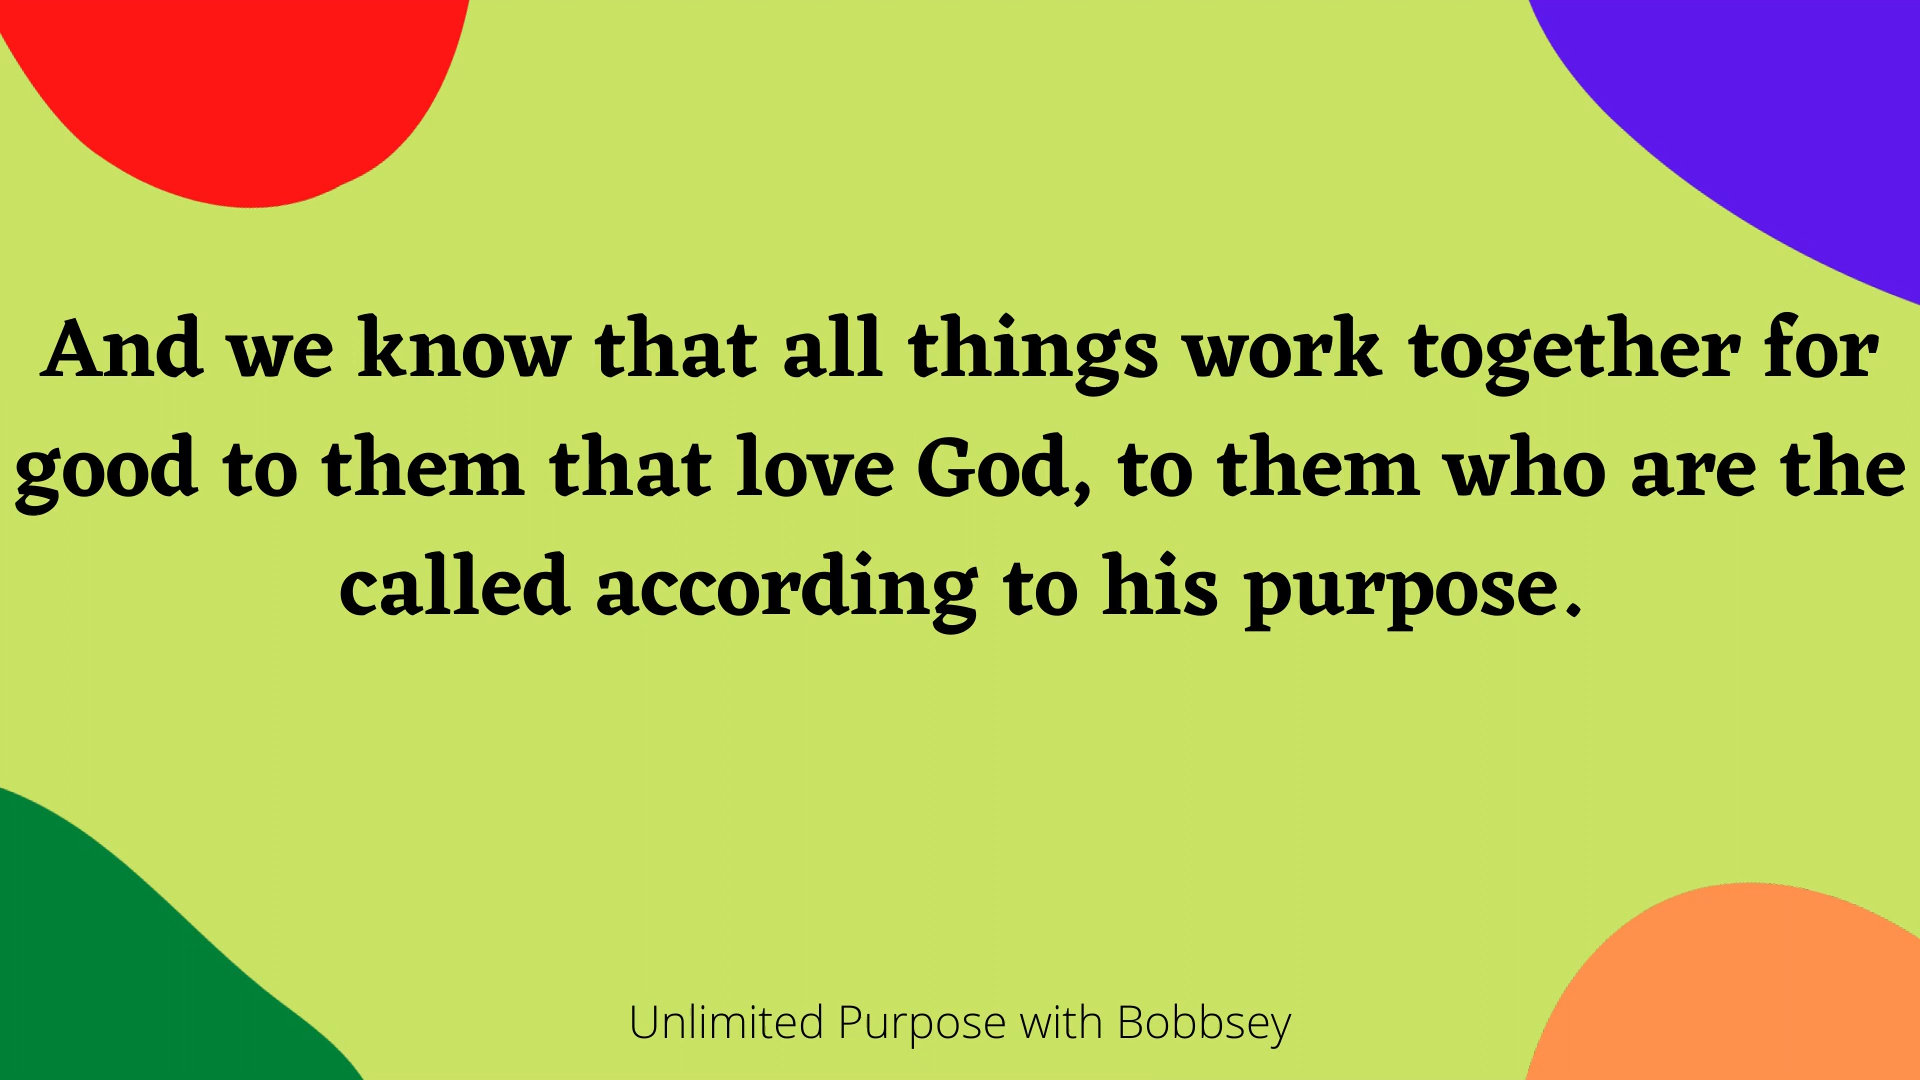 And we know that all things work together for
good to them that love God, to them who are the
called according to his purpose.
Unlimited Purpose with Bobbsey